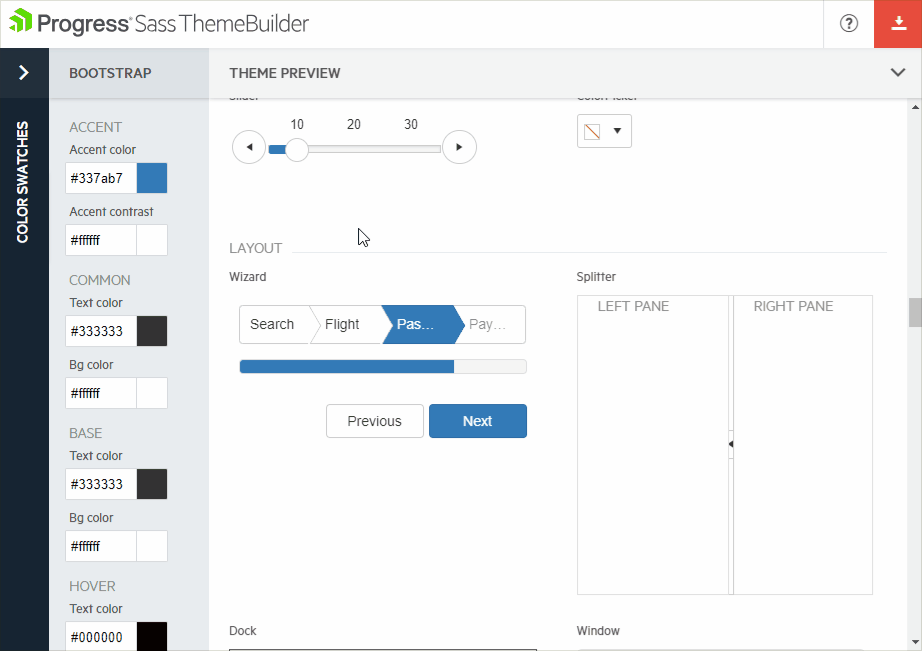 Progress Sass ThemeBuilder
BOOTSTRAP
THEME PREVIEW
COLOR SWATCHES
ACCENT
Accent color
#337ab7
Accent contrast
#ffffff
COMMON
Text color
#333333
Bg color
#ffffff
BASE
Text color
#333333
Bg color
#ffffff
HOVER
Text color
#000000
Slider
ColorPicker
10 20 30
LAYOUT
Wizard
Splitter
Search Flight Pas... Pay...
LEFT PANE RIGHT PANE
Previous Next
Dock
Window